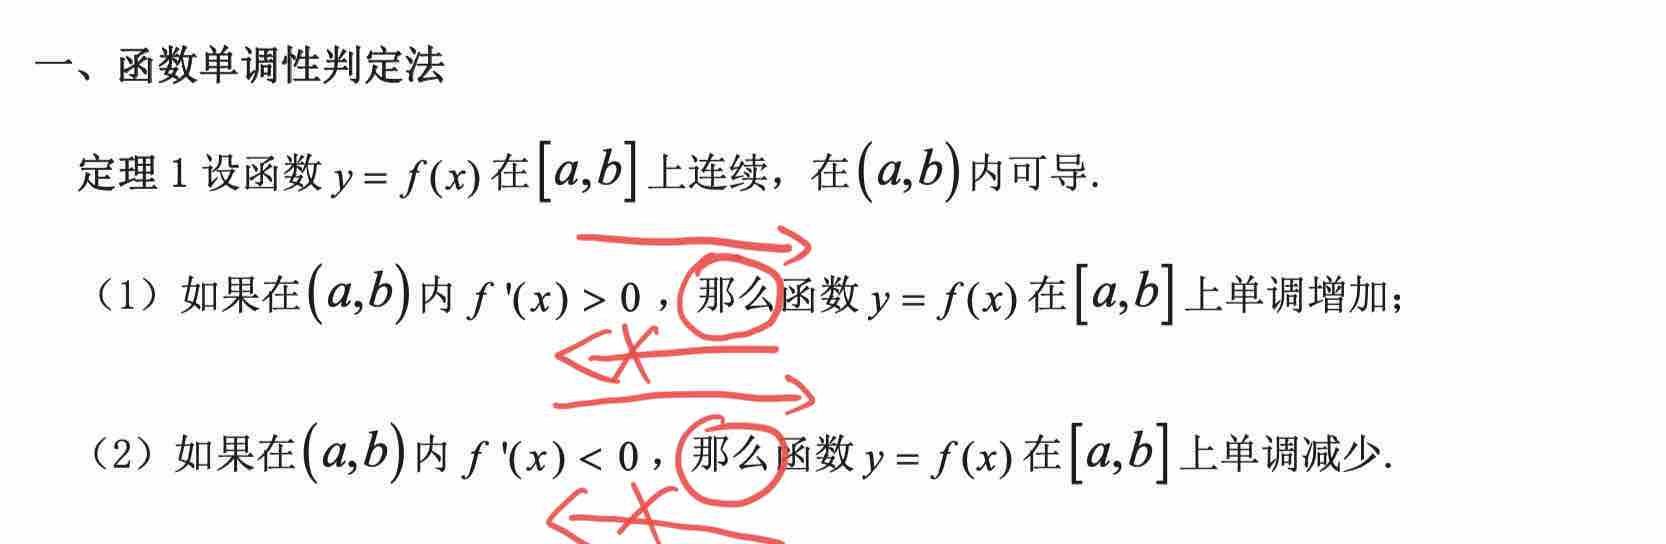 一、函数单调性判定法
定理 1 设函数 y = f(x) 在 [a,b] 上连续，在 (a,b) 内可导.
（1）如果在 (a,b) 内 f '(x) > 0 ，那么函数 y = f(x) 在 [a,b] 上单调增加；
（2）如果在 (a,b) 内 f '(x) < 0 ，那么函数 y = f(x) 在 [a,b] 上单调减少.